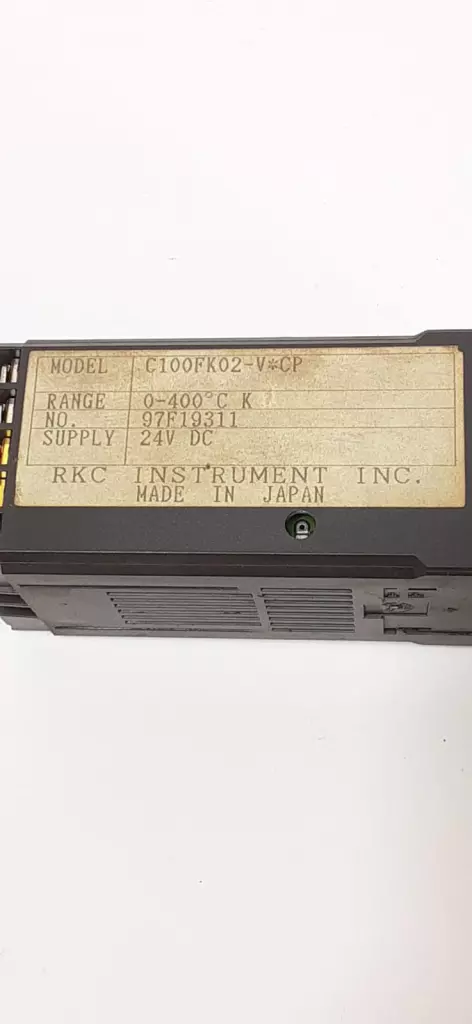 MODEL C100FK02-V*CP
RANGE 0-400°C K
NO. 97F19311
SUPPLY 24V DC
RKC INSTRUMENT INC.
MADE IN JAPAN